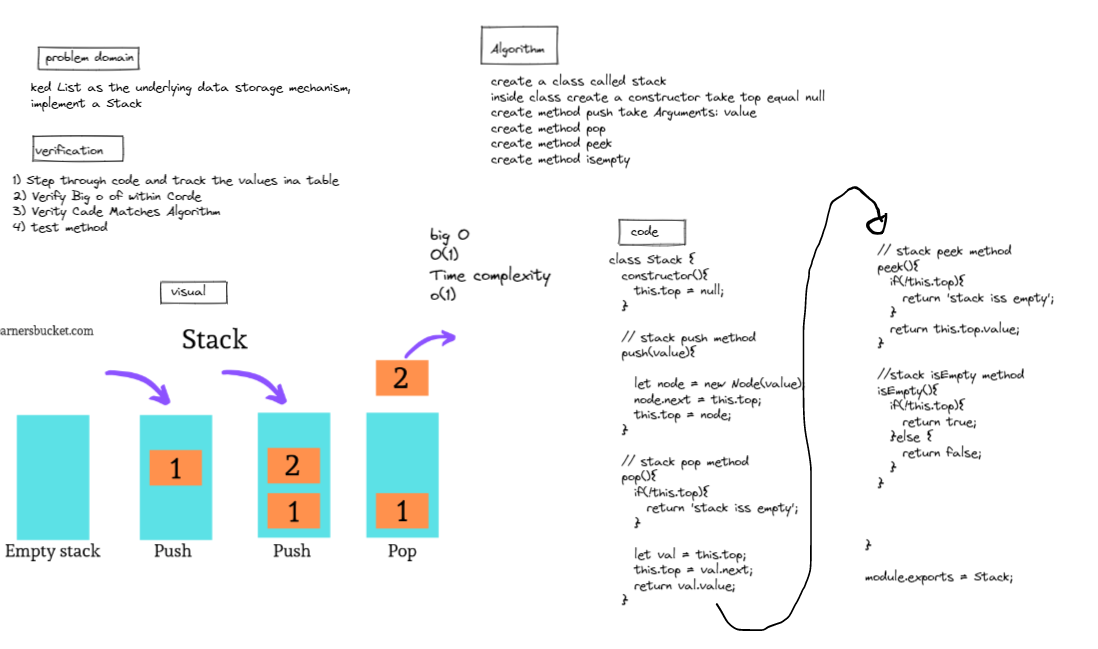 problem domain
ked List as the underlying data storage mechanism,
implement a Stack
verification
1) Step through code and track the values ina table
2) Verify Big o of within Corde
3) Verity Cade Matches Algorithm
4) test method
visual
arnersbucket.com
Stack
1
2
1
2
1
Empty stack
Push
Push
Pop
big O
O(1)
Time complexity
o(1)
Algorithm
create a class called stack
inside class create a constructor take top equal null
create method push take Arguments: value
create method pop
create method peek
create method isempty
code
class Stack {
constructor(){
this.top = null;
}
// stack push method
push(value){
let node = new Node(value)
node.next = this.top;
this.top = node;
}
// stack pop method
pop(){
if(!this.top){
return 'stack iss empty';
}
let val = this.top;
this.top = val.next;
return val.value;
}
// stack peek method
peek(){
if(!this.top){
return 'stack iss empty';
}
return this.top.value;
}
//stack isEmpty method
isEmpty(){
if(!this.top){
return true;
}else {
return false;
}
}
}
module.exports = Stack;